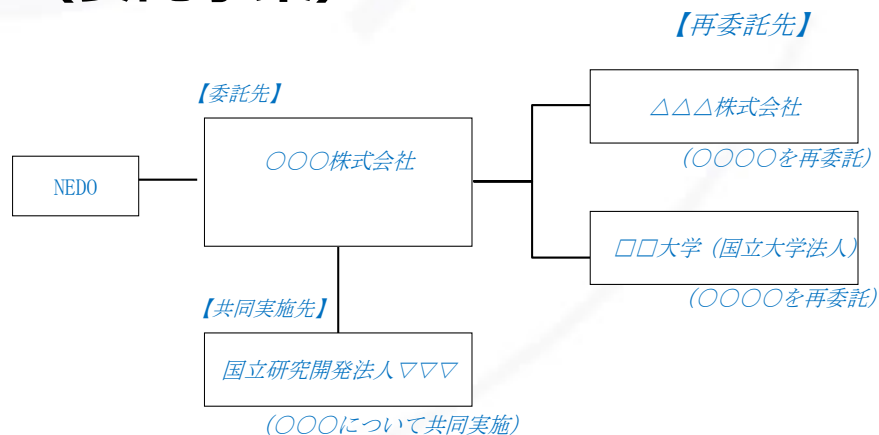 【再委託先】
【委託先】
△△△株式会社
○○○株式会社
(○○○○を再委託)
NEDO
□□大学（国立大学法人）
(○○○○を再委託)
【共同実施先】
国立研究開発法人▽▽▽
(○○○について共同実施)